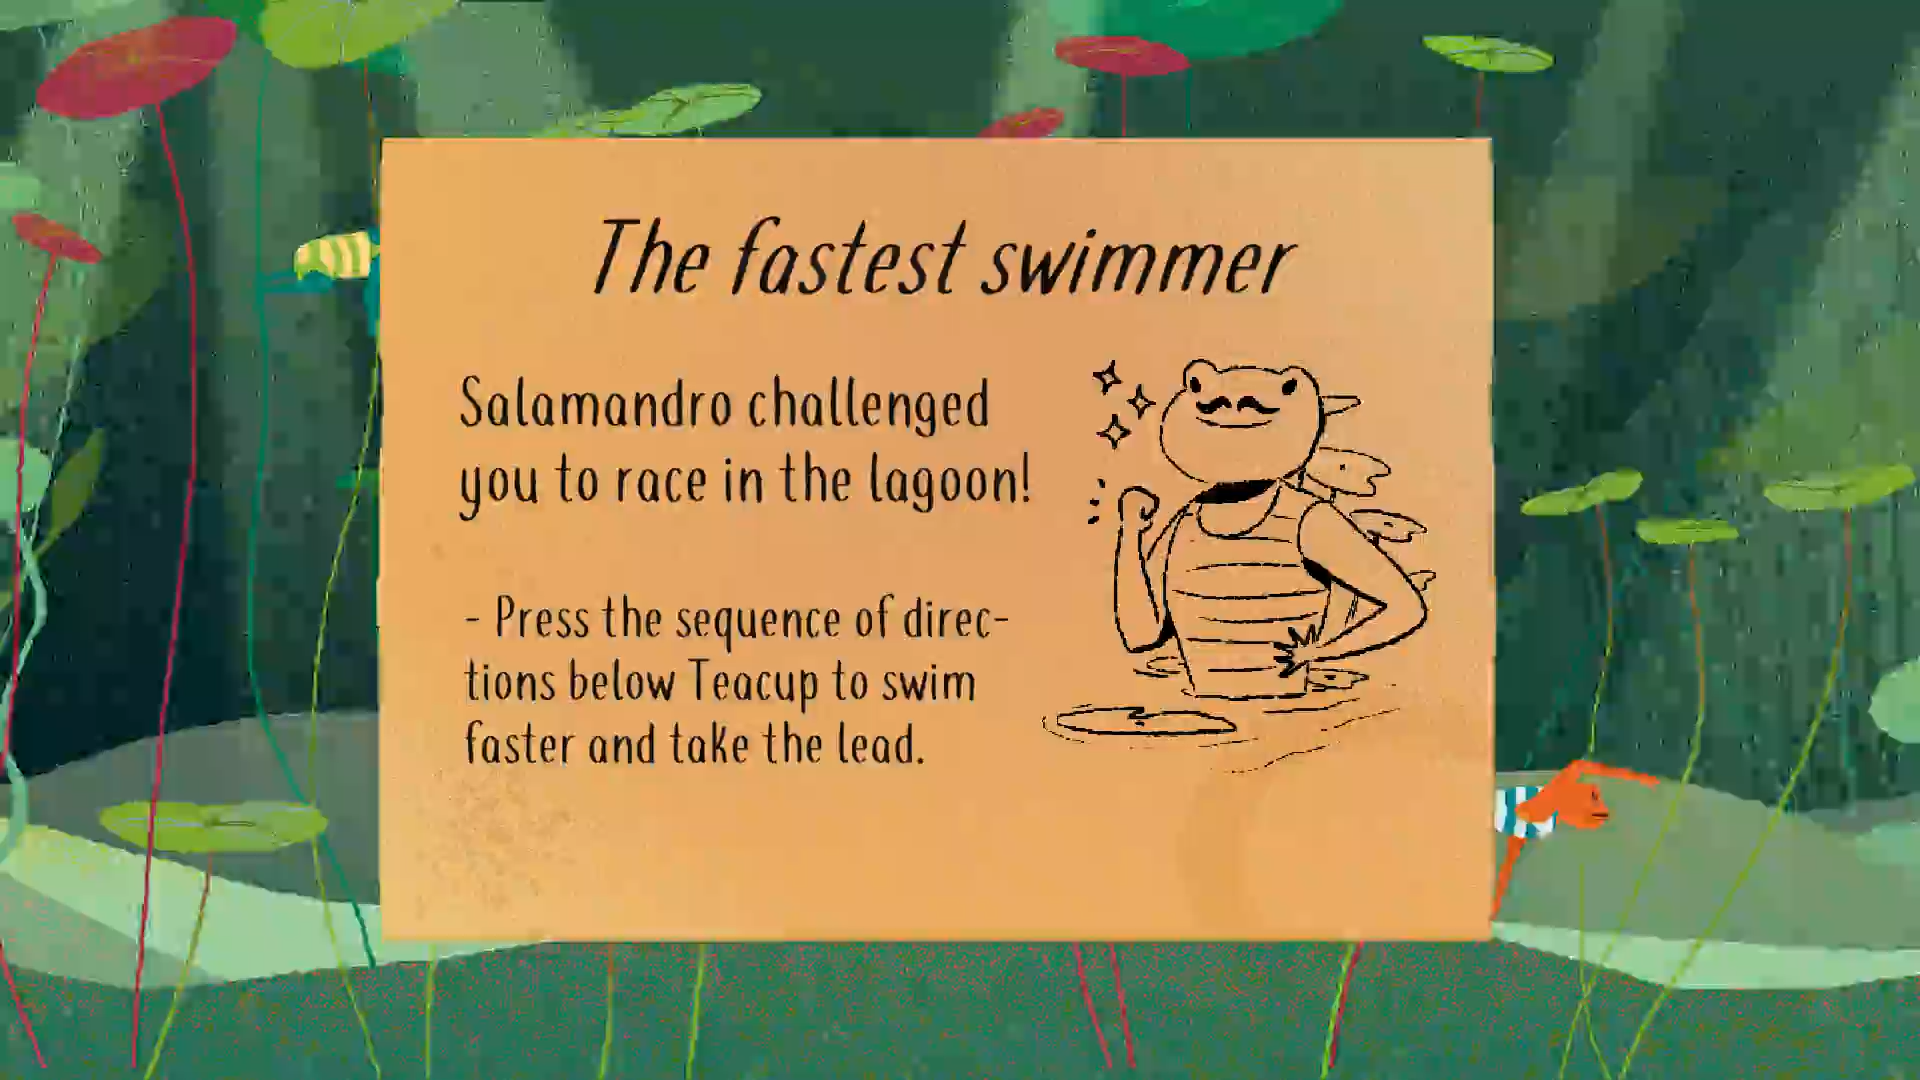 The fastest swimmer
Salamandro challenged
you to race in the lagoon!
- Press the sequence of direc-
tions below Teacup to swim
faster and take the lead.